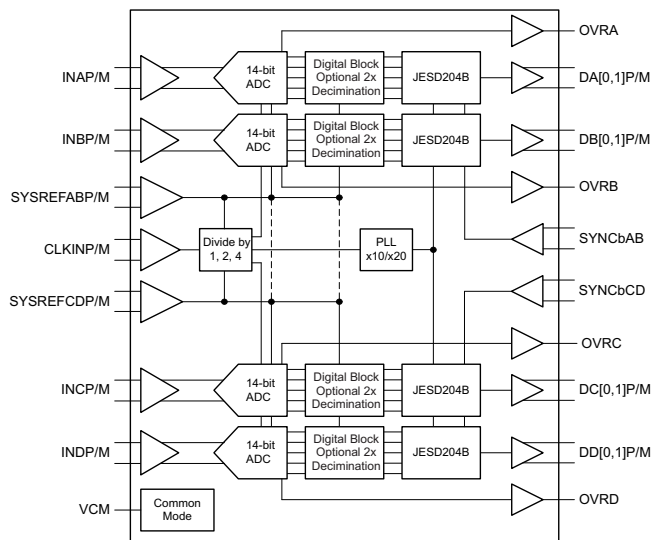 OVRA
INAP/M
14-bit
ADC
Digital Block
Optional 2x
Decimination
JESD204B
DA[0,1]P/M
INBP/M
14-bit
ADC
Digital Block
Optional 2x
Decimination
JESD204B
DB[0,1]P/M
OVRB
SYSREFABP/M
SYNCbAB
CLKINP/M
Divide by
1, 2, 4
PLL
x10/x20
SYNCbCD
SYSREFCDP/M
OVRC
INCP/M
14-bit
ADC
Digital Block
Optional 2x
Decimination
JESD204B
DC[0,1]P/M
INDP/M
14-bit
ADC
Digital Block
Optional 2x
Decimination
JESD204B
DD[0,1]P/M
OVRD
VCM
Common
Mode